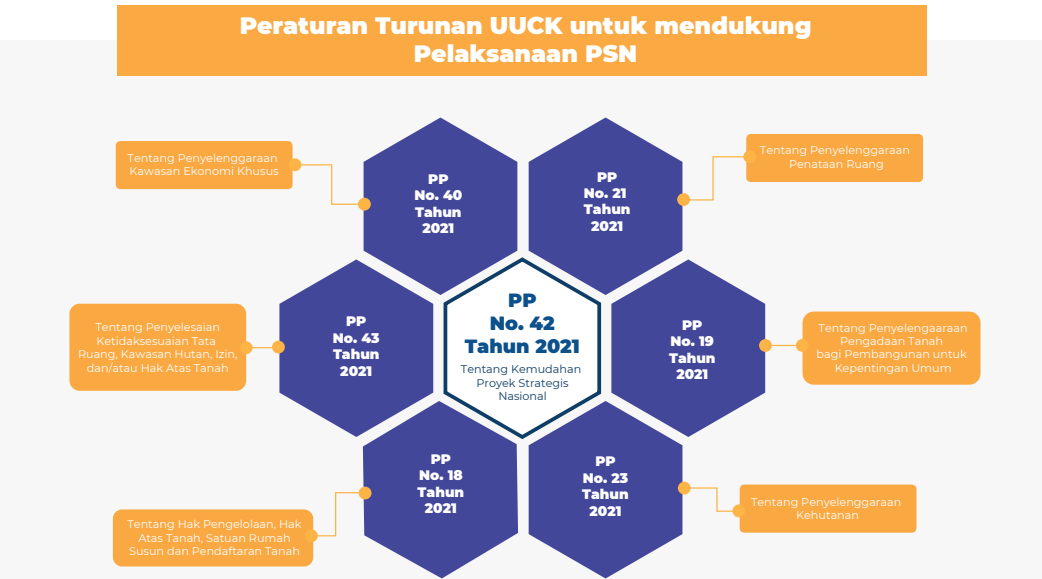 Peraturan Turunan UUCK untuk mendukung
Pelaksanaan PSN
Tentang Penyelenggaraan
Kawasan Ekonomi Khusus
PP
No. 40
Tahun
2021
PP
No. 21
Tahun
2021
Tentang Penyelenggaraan
Penataan Ruang
Tentang Penyelesaian
Ketidaksesuaian Tata
Ruang, Kawasan Hutan, Izin,
dan/atau Hak Atas Tanah
PP
No. 43
Tahun
2021
PP
No. 42
Tahun 2021
Tentang Kemudahan
Proyek Strategis
Nasional
PP
No. 19
Tahun
2021
Tentang Penyelengaaraan
Pengadaan Tanah
bagi Pembangunan untuk
Kepentingan Umum
Tentang Hak Pengelolaan, Hak
Atas Tanah, Satuan Rumah
Susun dan Pendaftaran Tanah
PP
No. 18
Tahun
2021
PP
No. 23
Tahun
2021
Tentang Penyelenggaraan
Kehutanan